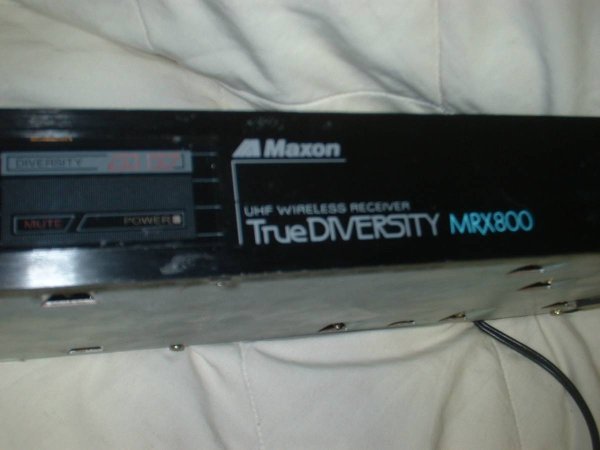 Maxon
DIVERSITY
UHF WIRELESS RECEIVER
TrueDIVERSITY MRX800
MUTE POWER